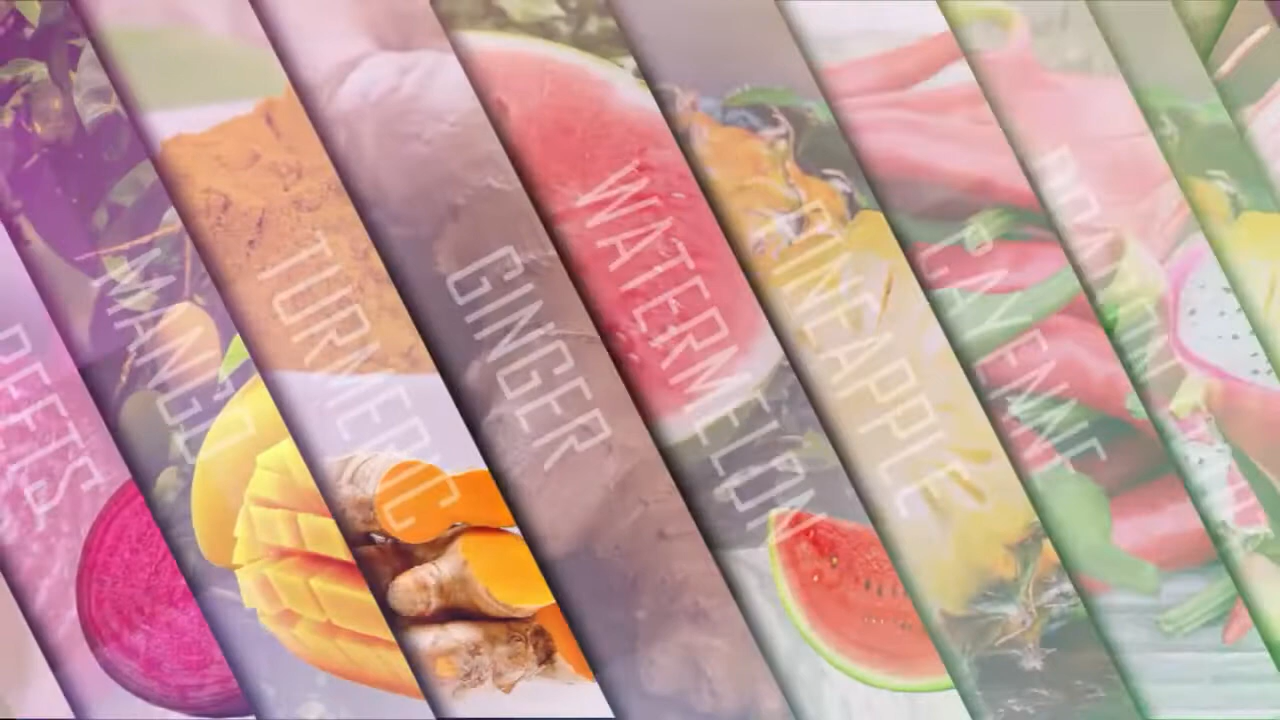 BEETS
MANGO
TURMERIC
GINGER
WATERMELON
PINEAPPLE
CAYENNE